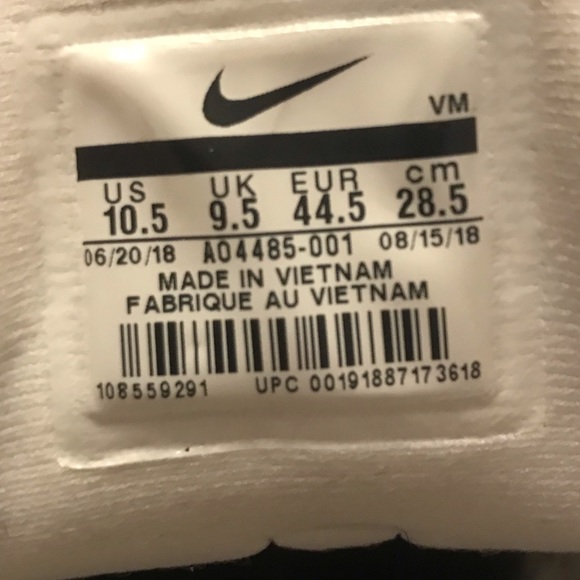 VM
US UK EUR cm
10.5 9.5 44.5 28.5
06/20/18 AO4485-001 08/15/18
MADE IN VIETNAM
FABRIQUE AU VIETNAM
108559291 UPC 00191887173618